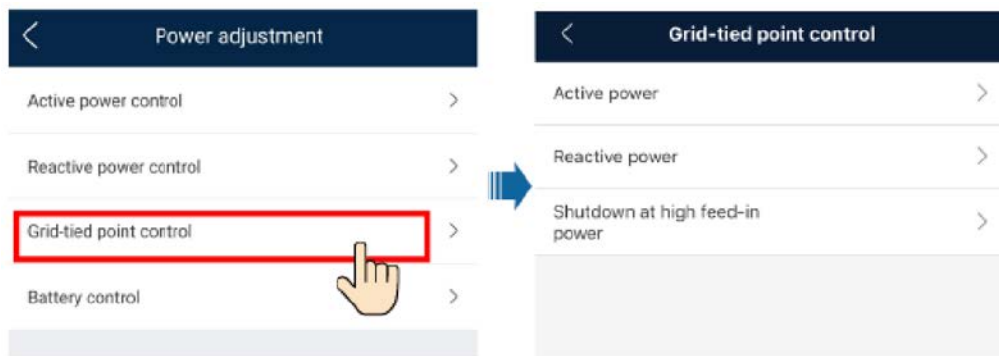 Power adjustment
Active power control
Reactive power control
Grid-tied point control
Battery control
Grid-tied point control
Active power
Reactive power
Shutdown at high feed-in
power